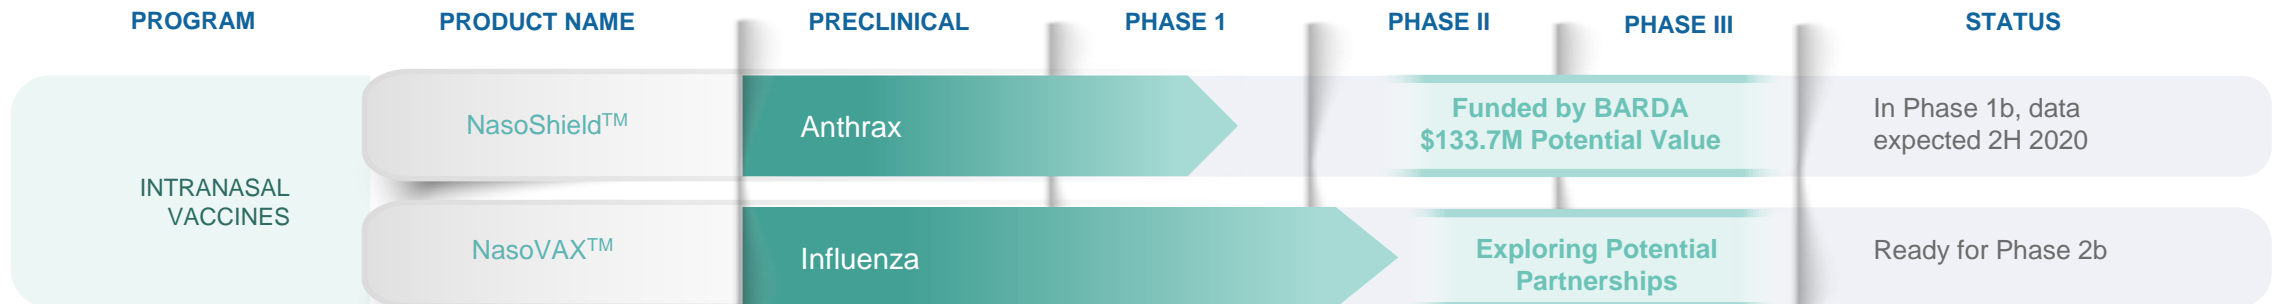 PROGRAM PRODUCT NAME PRECLINICAL PHASE 1 PHASE II PHASE III STATUS
INTRANASAL
VACCINES
NasoShield™
Anthrax
Funded by BARDA
$133.7M Potential Value
In Phase 1b, data
expected 2H 2020
NasoVAX™
Influenza
Exploring Potential
Partnerships
Ready for Phase 2b